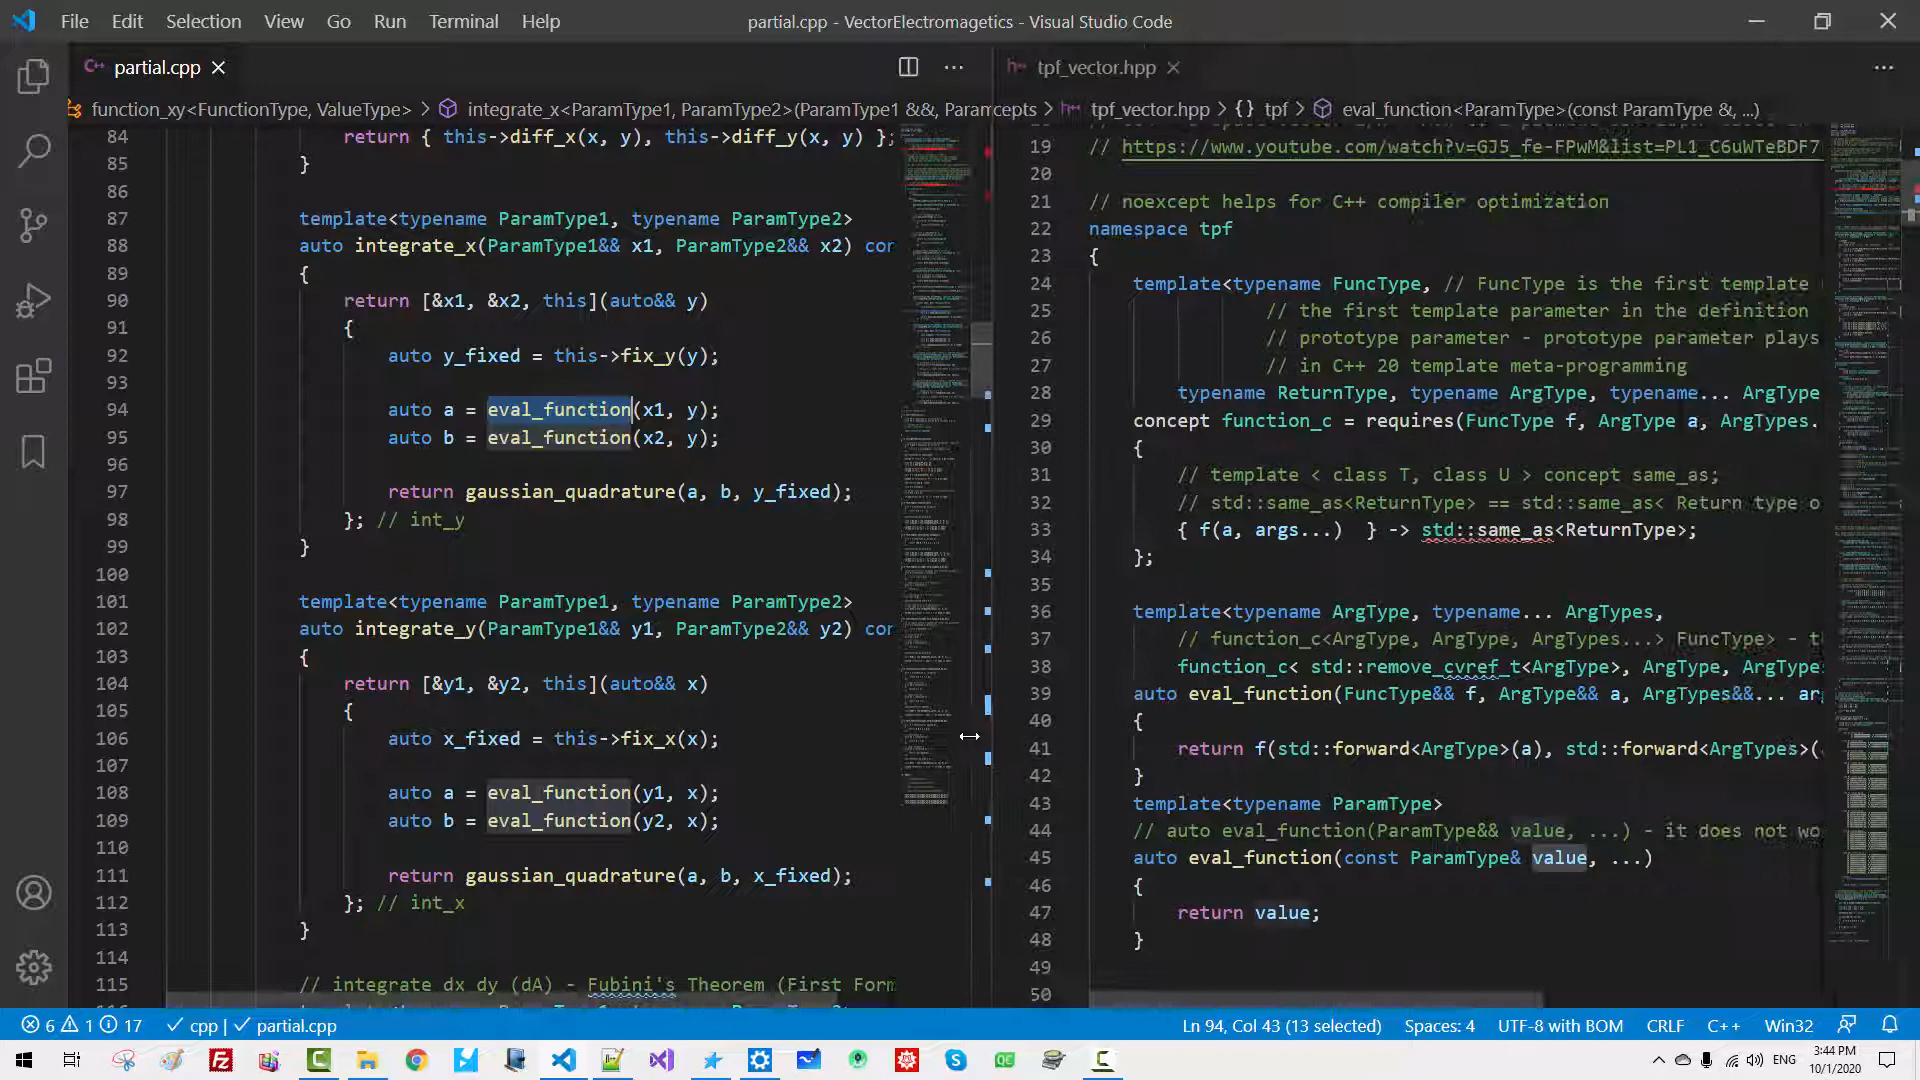 File Edit Selection View Go Run Terminal Help
partial.cpp - VectorElectromagetics - Visual Studio Code
partial.cpp
function_xy<FunctionType, ValueType> > integrate_x<ParamType1, ParamType2>(ParamType1 &&, Param
84 return { this->diff_x(x, y), this->diff_y(x, y) };
85 }
86
87 template<typename ParamType1, typename ParamType2>
88 auto integrate_x(ParamType1&& x1, ParamType2&& x2) con
89 {
90 return [&x1, &x2, this](auto&& y)
91 {
92 auto y_fixed = this->fix_y(y);
93
94 auto a = eval_function(x1, y);
95 auto b = eval_function(x2, y);
96
97 return gaussian_quadrature(a, b, y_fixed);
98 }; // int_y
99 }
100
101 template<typename ParamType1, typename ParamType2>
102 auto integrate_y(ParamType1&& y1, ParamType2&& y2) con
103 {
104 return [&y1, &y2, this](auto&& x)
105 {
106 auto x_fixed = this->fix_x(x);
107
108 auto a = eval_function(y1, x);
109 auto b = eval_function(y2, x);
110
111 return gaussian_quadrature(a, b, x_fixed);
112 }; // int_x
113 }
114
115 // integrate dx dy (dA) - Fubini's Theorem (First Form
tpf_vector.hpp
cepts > tpf_vector.hpp > {} tpf > eval_function<ParamType>(const ParamType &, ...)
19 // https://www.youtube.com/watch?v=GJ5_fe-FPwM&list=PL1_C6uWTeBDF7
20
21 // noexcept helps for C++ compiler optimization
22 namespace tpf
23 {
24 template<typename FuncType, // FuncType is the first template
25 // the first template parameter in the definition
26 // prototype parameter - prototype parameter plays
27 // in C++ 20 template meta-programming
28 typename ReturnType, typename ArgType, typename... ArgType
29 concept function_c = requires(FuncType f, ArgType a, ArgTypes.
30 {
31 // template < class T, class U > concept same_as;
32 // std::same_as<ReturnType> == std::same_as< Return type o
33 { f(a, args...) } -> std::same_as<ReturnType>;
34 };
35
36 template<typename ArgType, typename... ArgTypes,
37 // function_c<ArgType, ArgType, ArgTypes...> FuncType> - t
38 function_c< std::remove_cvref_t<ArgType>, ArgType, ArgType
39 auto eval_function(FuncType&& f, ArgType&& a, ArgTypes&&... ar
40 {
41 return f(std::forward<ArgType>(a), std::forward<ArgTypes>(
42 }
43 template<typename ParamType>
44 // auto eval_function(ParamType&& value, ...) - it does not wo
45 auto eval_function(const ParamType& value, ...)
46 {
47 return value;
48 }
49
50
6 1 17 cpp | partial.cpp
Ln 94, Col 43 (13 selected) Spaces: 4 UTF-8 with BOM CRLF C++ Win32
ENG 3:44 PM
10/1/2020